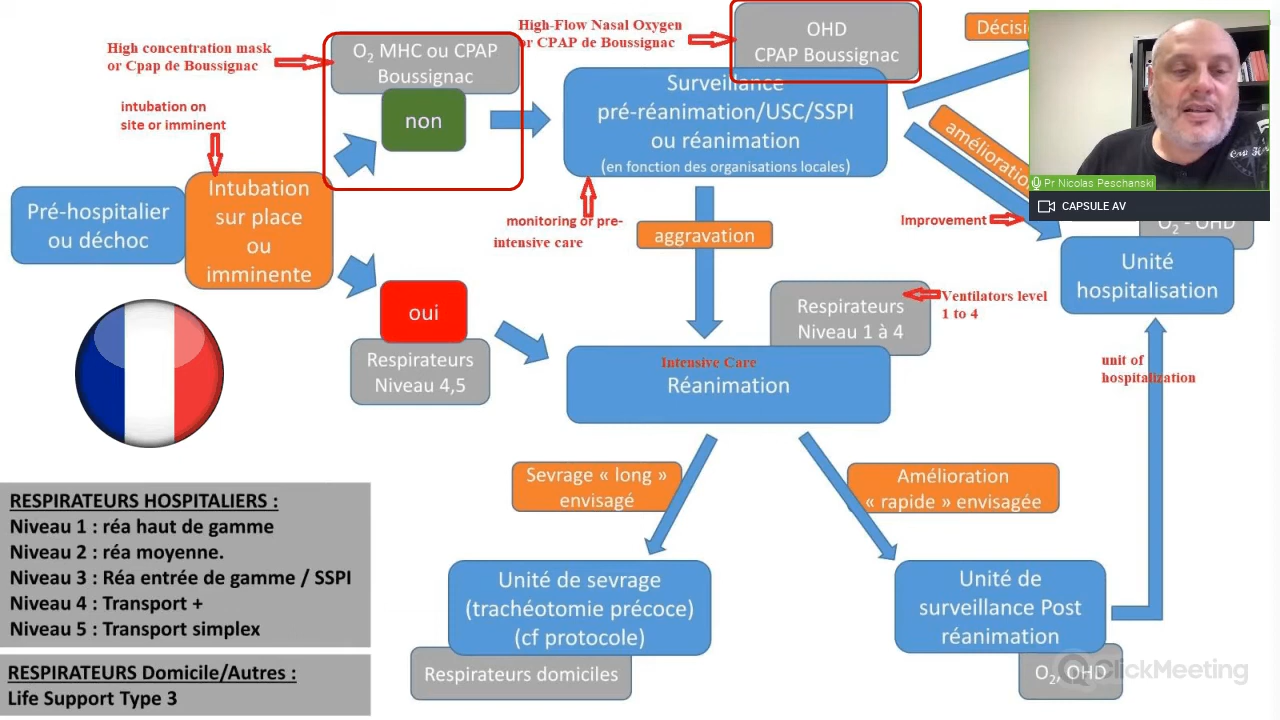 High concentration mask
or Cpap de Boussignac
O₂ MHC ou CPAP
Boussignac
High-Flow Nasal Oxygen
or CPAP de Boussignac
OHD
CPAP Boussignac
intubation on
site or imminent
non
Surveillance
pré-réanimation/USC/SSPI
ou réanimation
(en fonction des organisations locales)
Pr Nicolas Peschanski
CAPSULE AV
O₂ - OHD
Pré-hospitalier
ou déchoc
Intubation
sur place
ou
imminente
monitoring or pre-
intensive care
aggravation
Improvement
Unité
hospitalisation
oui
Respirateurs
Niveau 4,5
Respirateurs
Niveau 1 à 4
Ventilators level
1 to 4
Intensive Care
Réanimation
unit of
hospitalization
Sevrage « long »
envisagé
Amélioration
« rapide » envisagée
RESPIRATEURS HOSPITALIERS :
Niveau 1 : réa haut de gamme
Niveau 2 : réa moyenne.
Niveau 3 : Réa entrée de gamme / SSPI
Niveau 4 : Transport +
Niveau 5 : Transport simplex
Unité de sevrage
(trachéotomie précoce)
(cf protocole)
Unité de
surveillance Post
réanimation
Respirateurs domiciles
O₂, OHD
ClickMeeting
RESPIRATEURS Domicile/Autres :
Life Support Type 3